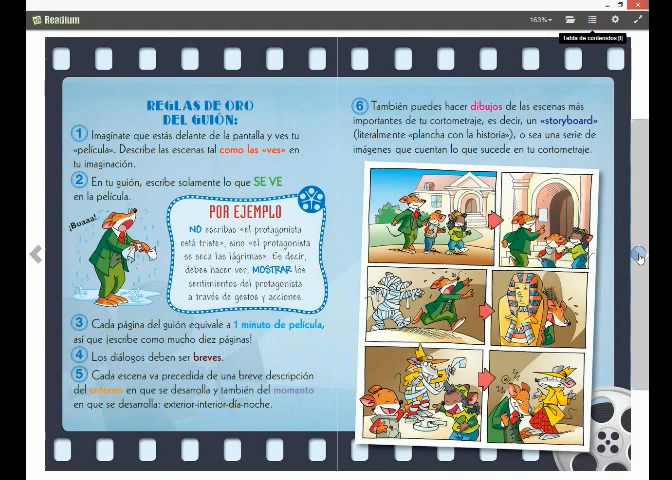 Readium
163%
Tabla de contenidos [t]
REGLAS DE ORO
DEL GUIÓN:
1 Imagínate que estás delante de la pantalla y ves tu
«película». Describe las escenas tal como las «ves» en
tu imaginación.
2 En tu guión, escribe solamente lo que SE VE
en la película.
¡Buaaa!
POR EJEMPLO
NO escribas «el protagonista
está triste», sino «el protagonista
se seca las lágrimas». Es decir,
debes hacer ver, MOSTRAR los
sentimientos del protagonista
a través de gestos y acciones.
3 Cada página del guión equivale a 1 minuto de película,
así que ¡escribe como mucho diez páginas!
4 Los diálogos deben ser breves.
5 Cada escena va precedida de una breve descripción
del entorno en que se desarrolla y también del momento
en que se desarrolla: exterior-interior-día-noche.
6 También puedes hacer dibujos de las escenas más
importantes de tu cortometraje, es decir, un «storyboard»
(literalmente «plancha con la historia»), o sea una serie de
imágenes que cuentan lo que sucede en tu cortometraje.